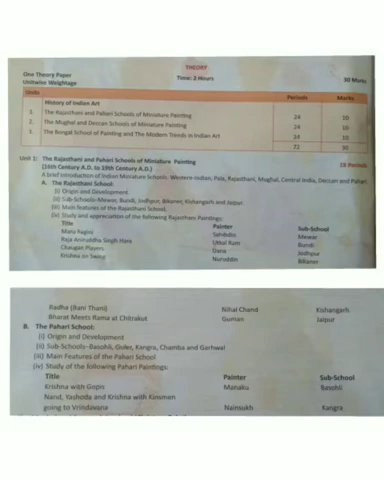 THEORY
One Theory Paper Time: 2 Hours 30 Marks
Unitwise Weightage
Units Periods Marks
History of Indian Art
1. The Rajasthani and Pahari Schools of Miniature Painting 24 10
2. The Mughal and Deccan Schools of Miniature Painting 24 10
3. The Bengal School of Painting and The Modern Trends in Indian Art 24 10
72 30
Unit 1: The Rajasthani and Pahari Schools of Miniature Painting
(16th Century A.D. to 19th Century A.D.) Periods
A brief introduction of Indian Miniature Schools: Western-Indian, Pala, Rajasthani, Mughal, Central India, Deccan and Pahari.
A. The Rajasthani School:
(i) Origin and Development
(ii) Sub-Schools-Mewar, Bundi, Jodhpur, Bikaner, Kishangarh and Jaipur
(iii) Main features of the Rajasthani School
(iv) Study and appreciation of the following Rajasthani Paintings:
Title Painter Sub-School
Maru Ragini Sahibdin Mewar
Raja Aniruddha Singh Hara Utkal Ram Bundi
Chaugan Players Dana Jodhpur
Krishna on Swing Nuruddin Bikaner
Radha (Bani Thani) Nihal Chand Kishangarh
Bharat Meets Rama at Chitrakut Guman Jaipur
B. The Pahari School:
(i) Origin and Development
(ii) Sub-Schools-Basohli, Guler, Kangra, Chamba and Garhwal
(iii) Main Features of the Pahari School
(iv) Study of the following Pahari Paintings:
Title Painter Sub-School
Krishna with Gopis Manaku Basohli
Nand, Yashoda and Krishna with Kinsmen
going to Vrindavana Nainsukh Kangra